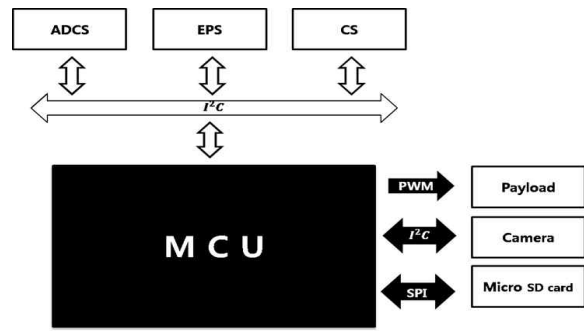 ADCS
EPS
CS
I²C
MCU
PWM
Payload
I²C
Camera
SPI
Micro SD card